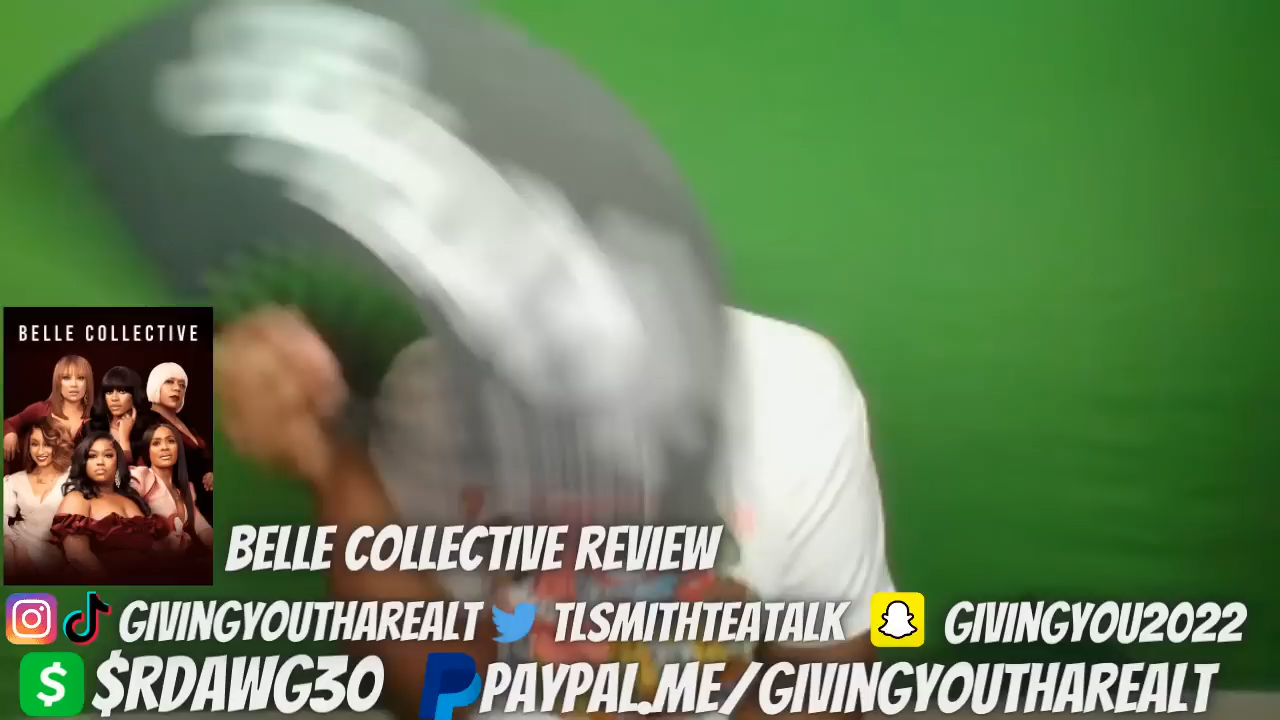 BELLE COLLECTIVE
BELLE COLLECTIVE REVIEW
GIVINGYOUTHAREALT TLSMITHTEATALK GIVINGYOU2022
$RDAWG30 PAYPAL.ME/GIVINGYOUTHAREALT